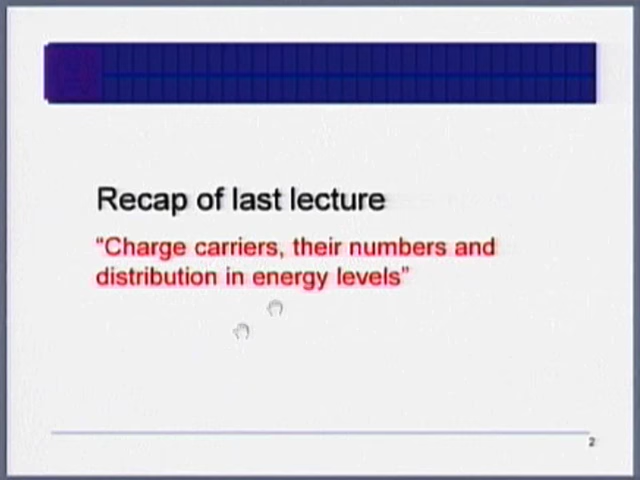 Recap of last lecture
“Charge carriers, their numbers and
distribution in energy levels”
2